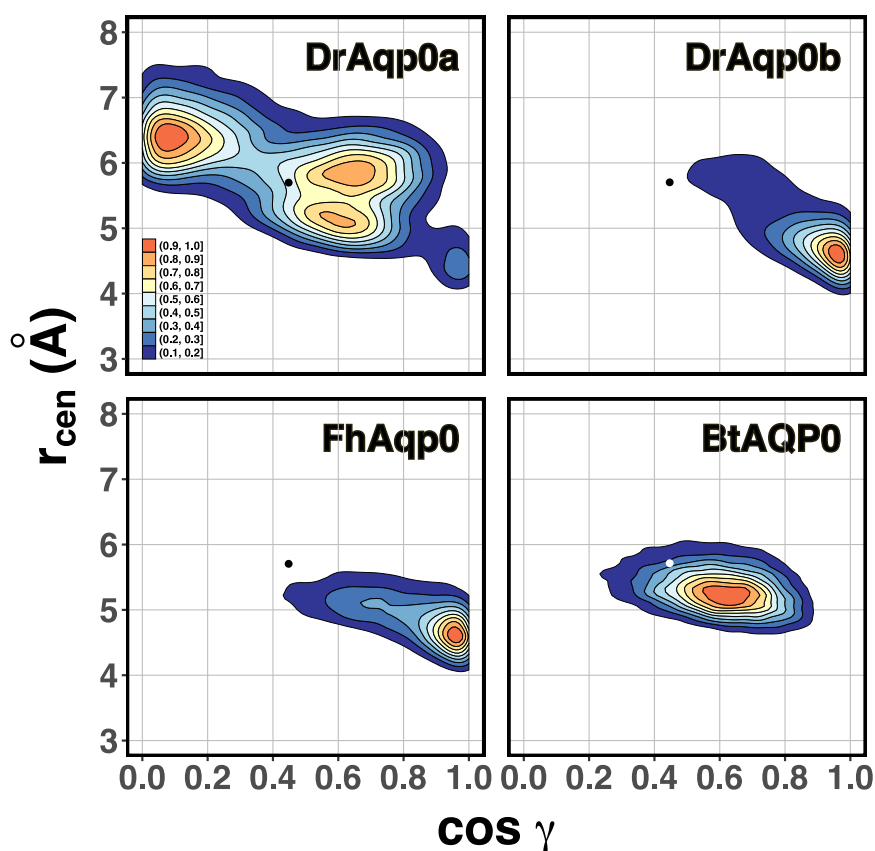 DrAqp0a
DrAqp0b
8
7
6
5
4
3
(0.9, 1.0]
(0.8, 0.9]
(0.7, 0.8]
(0.6, 0.7]
(0.5, 0.6]
(0.4, 0.5]
(0.3, 0.4]
(0.2, 0.3]
(0.1, 0.2]
rcen (Å)
FhAqp0
BtAQP0
8
7
6
5
4
3
0.0 0.2 0.4 0.6 0.8 1.0
0.0 0.2 0.4 0.6 0.8 1.0
cos γ